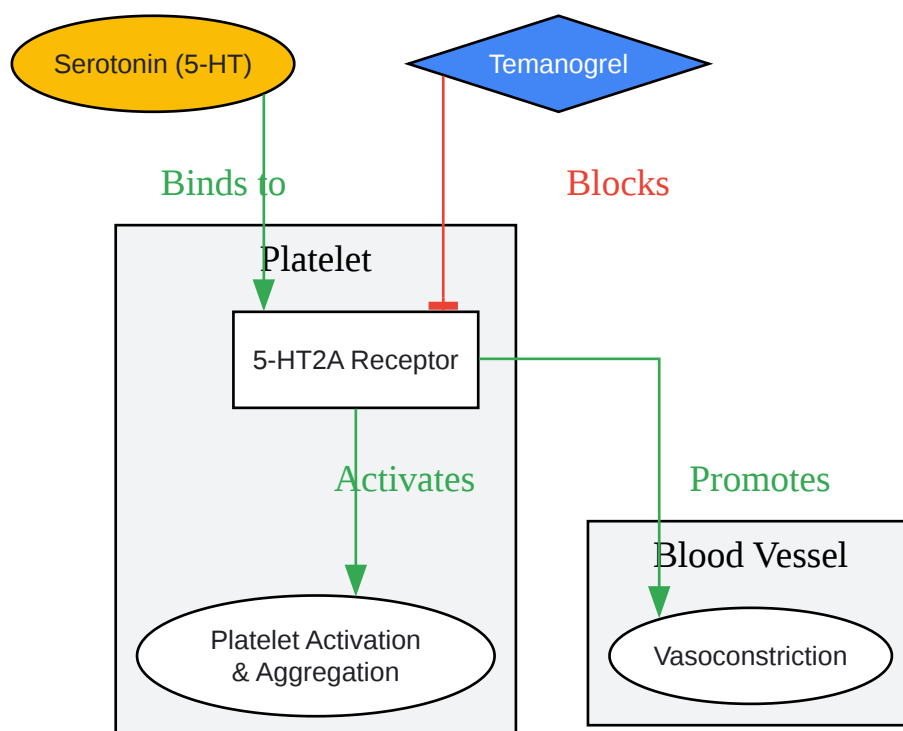 Serotonin (5-HT)
Temanogrel
Binds to
Blocks
Platelet
5-HT2A Receptor
Activates
Promotes
Blood Vessel
Platelet Activation
& Aggregation
Vasoconstriction